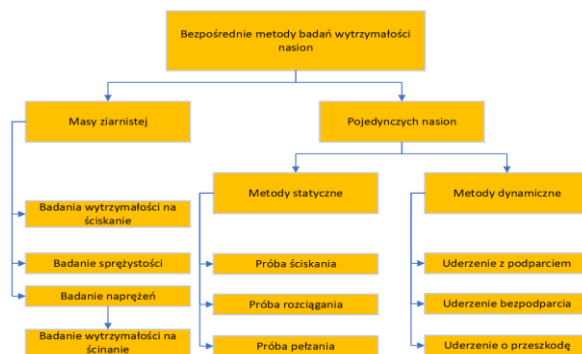 Bezpośrednie metody badań wytrzymałości
nasion
Masy ziarnistej
Pojedynczych nasion
Metody statyczne
Metody dynamiczne
Badania wytrzymałości na
ściskanie
Badanie sprężystości
Badanie naprężeń
Badanie wytrzymałości na
ścinanie
Próba ściskania
Próba rozciągania
Próba pełzania
Uderzenie z podparciem
Uderzenie bezpodparcia
Uderzenie o przeszkodę